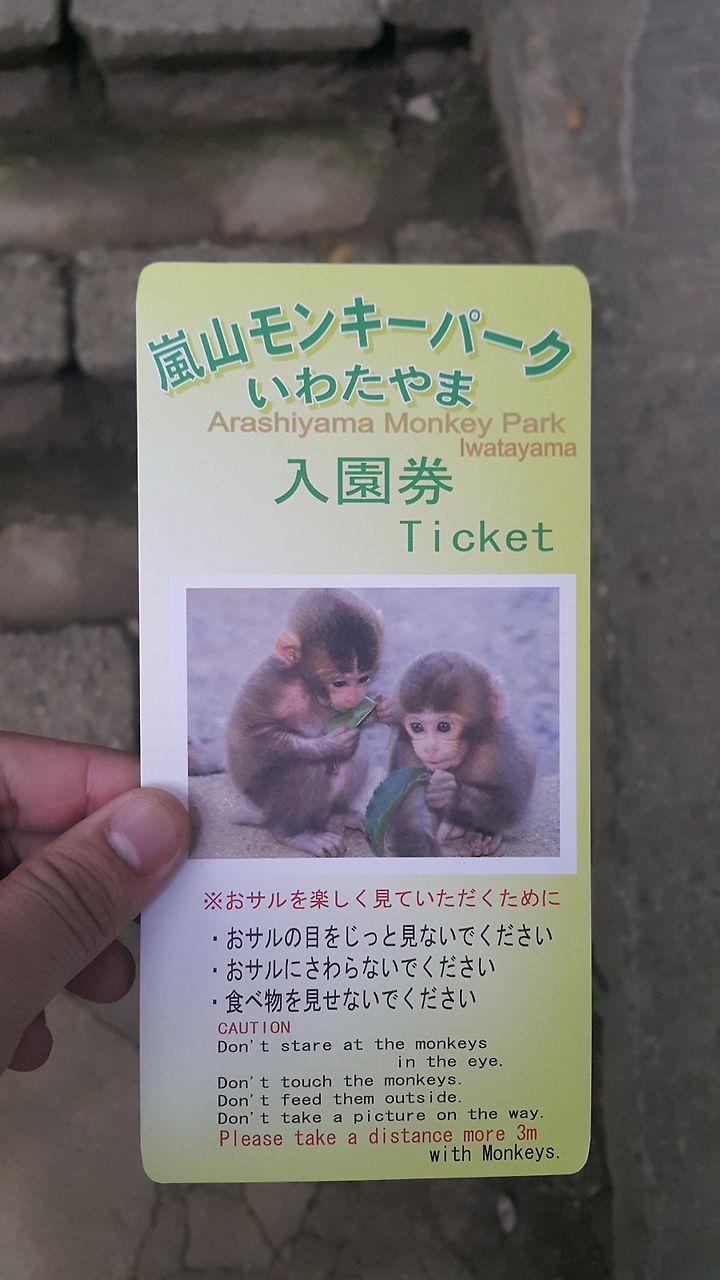 嵐山モンキーパーク
いわたやま
Arashiyama Monkey Park
Iwatayama
入園券
Ticket
※おサルを楽しく見ていただくために
・おサルの目をじっと見ないでください
・おサルにさわらないでください
・食べ物を見せないでください
CAUTION
Don't stare at the monkeys
in the eye.
Don't touch the monkeys.
Don't feed them outside.
Don't take a picture on the way.
Please take a distance more 3m
with Monkeys.